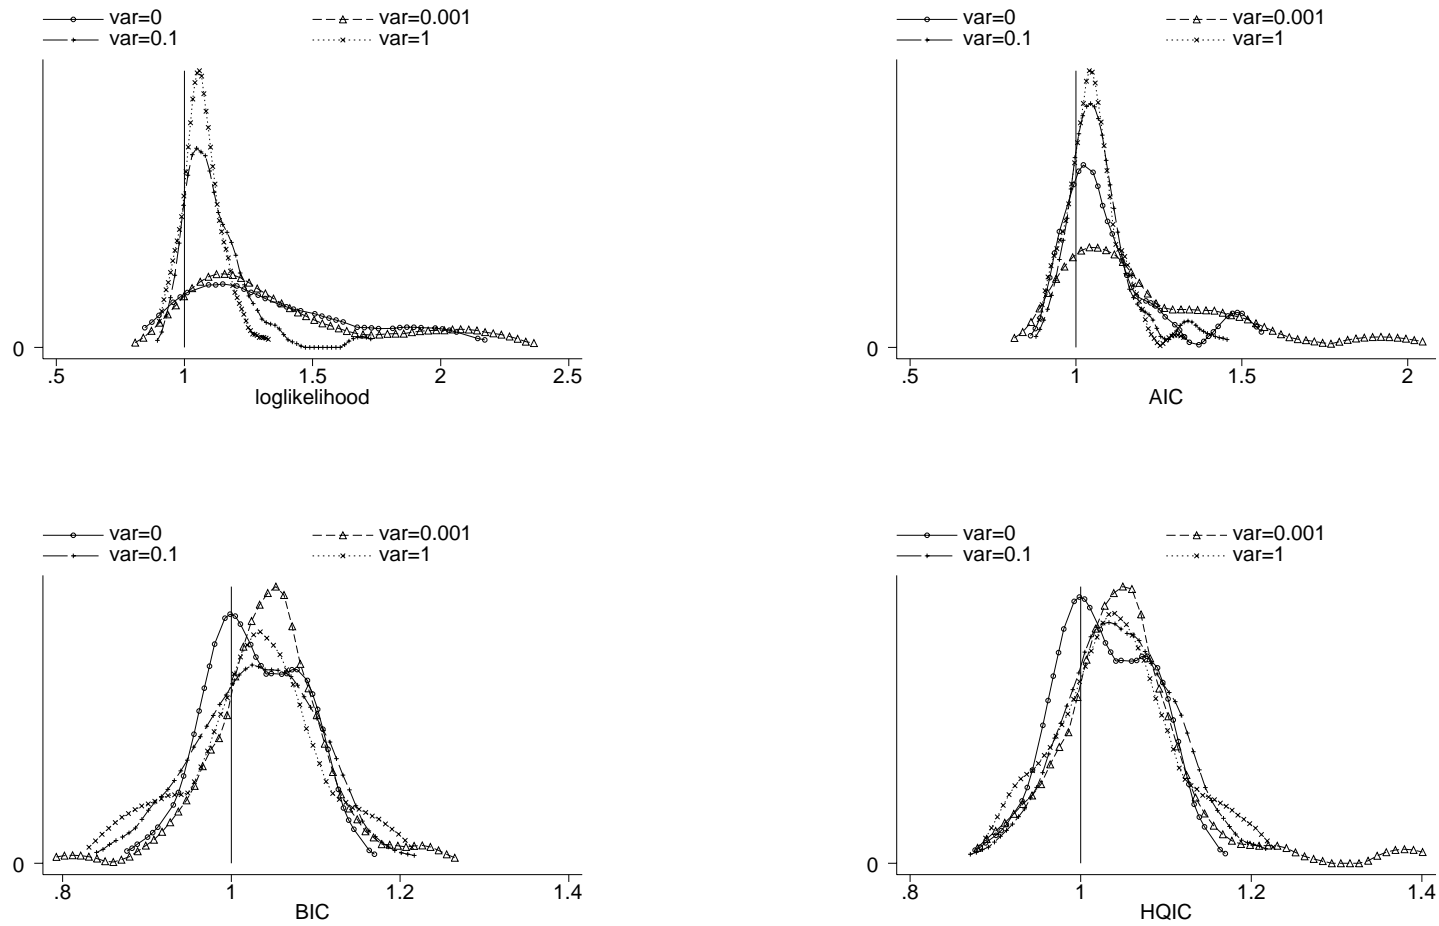 var=0 var=0.001
var=0.1 var=1
0
.5 1 1.5 2 2.5
loglikelihood
var=0 var=0.001
var=0.1 var=1
0
.5 1 1.5 2
AIC
var=0 var=0.001
var=0.1 var=1
0
.8 1 1.2 1.4
BIC
var=0 var=0.001
var=0.1 var=1
0
.8 1 1.2 1.4
HQIC